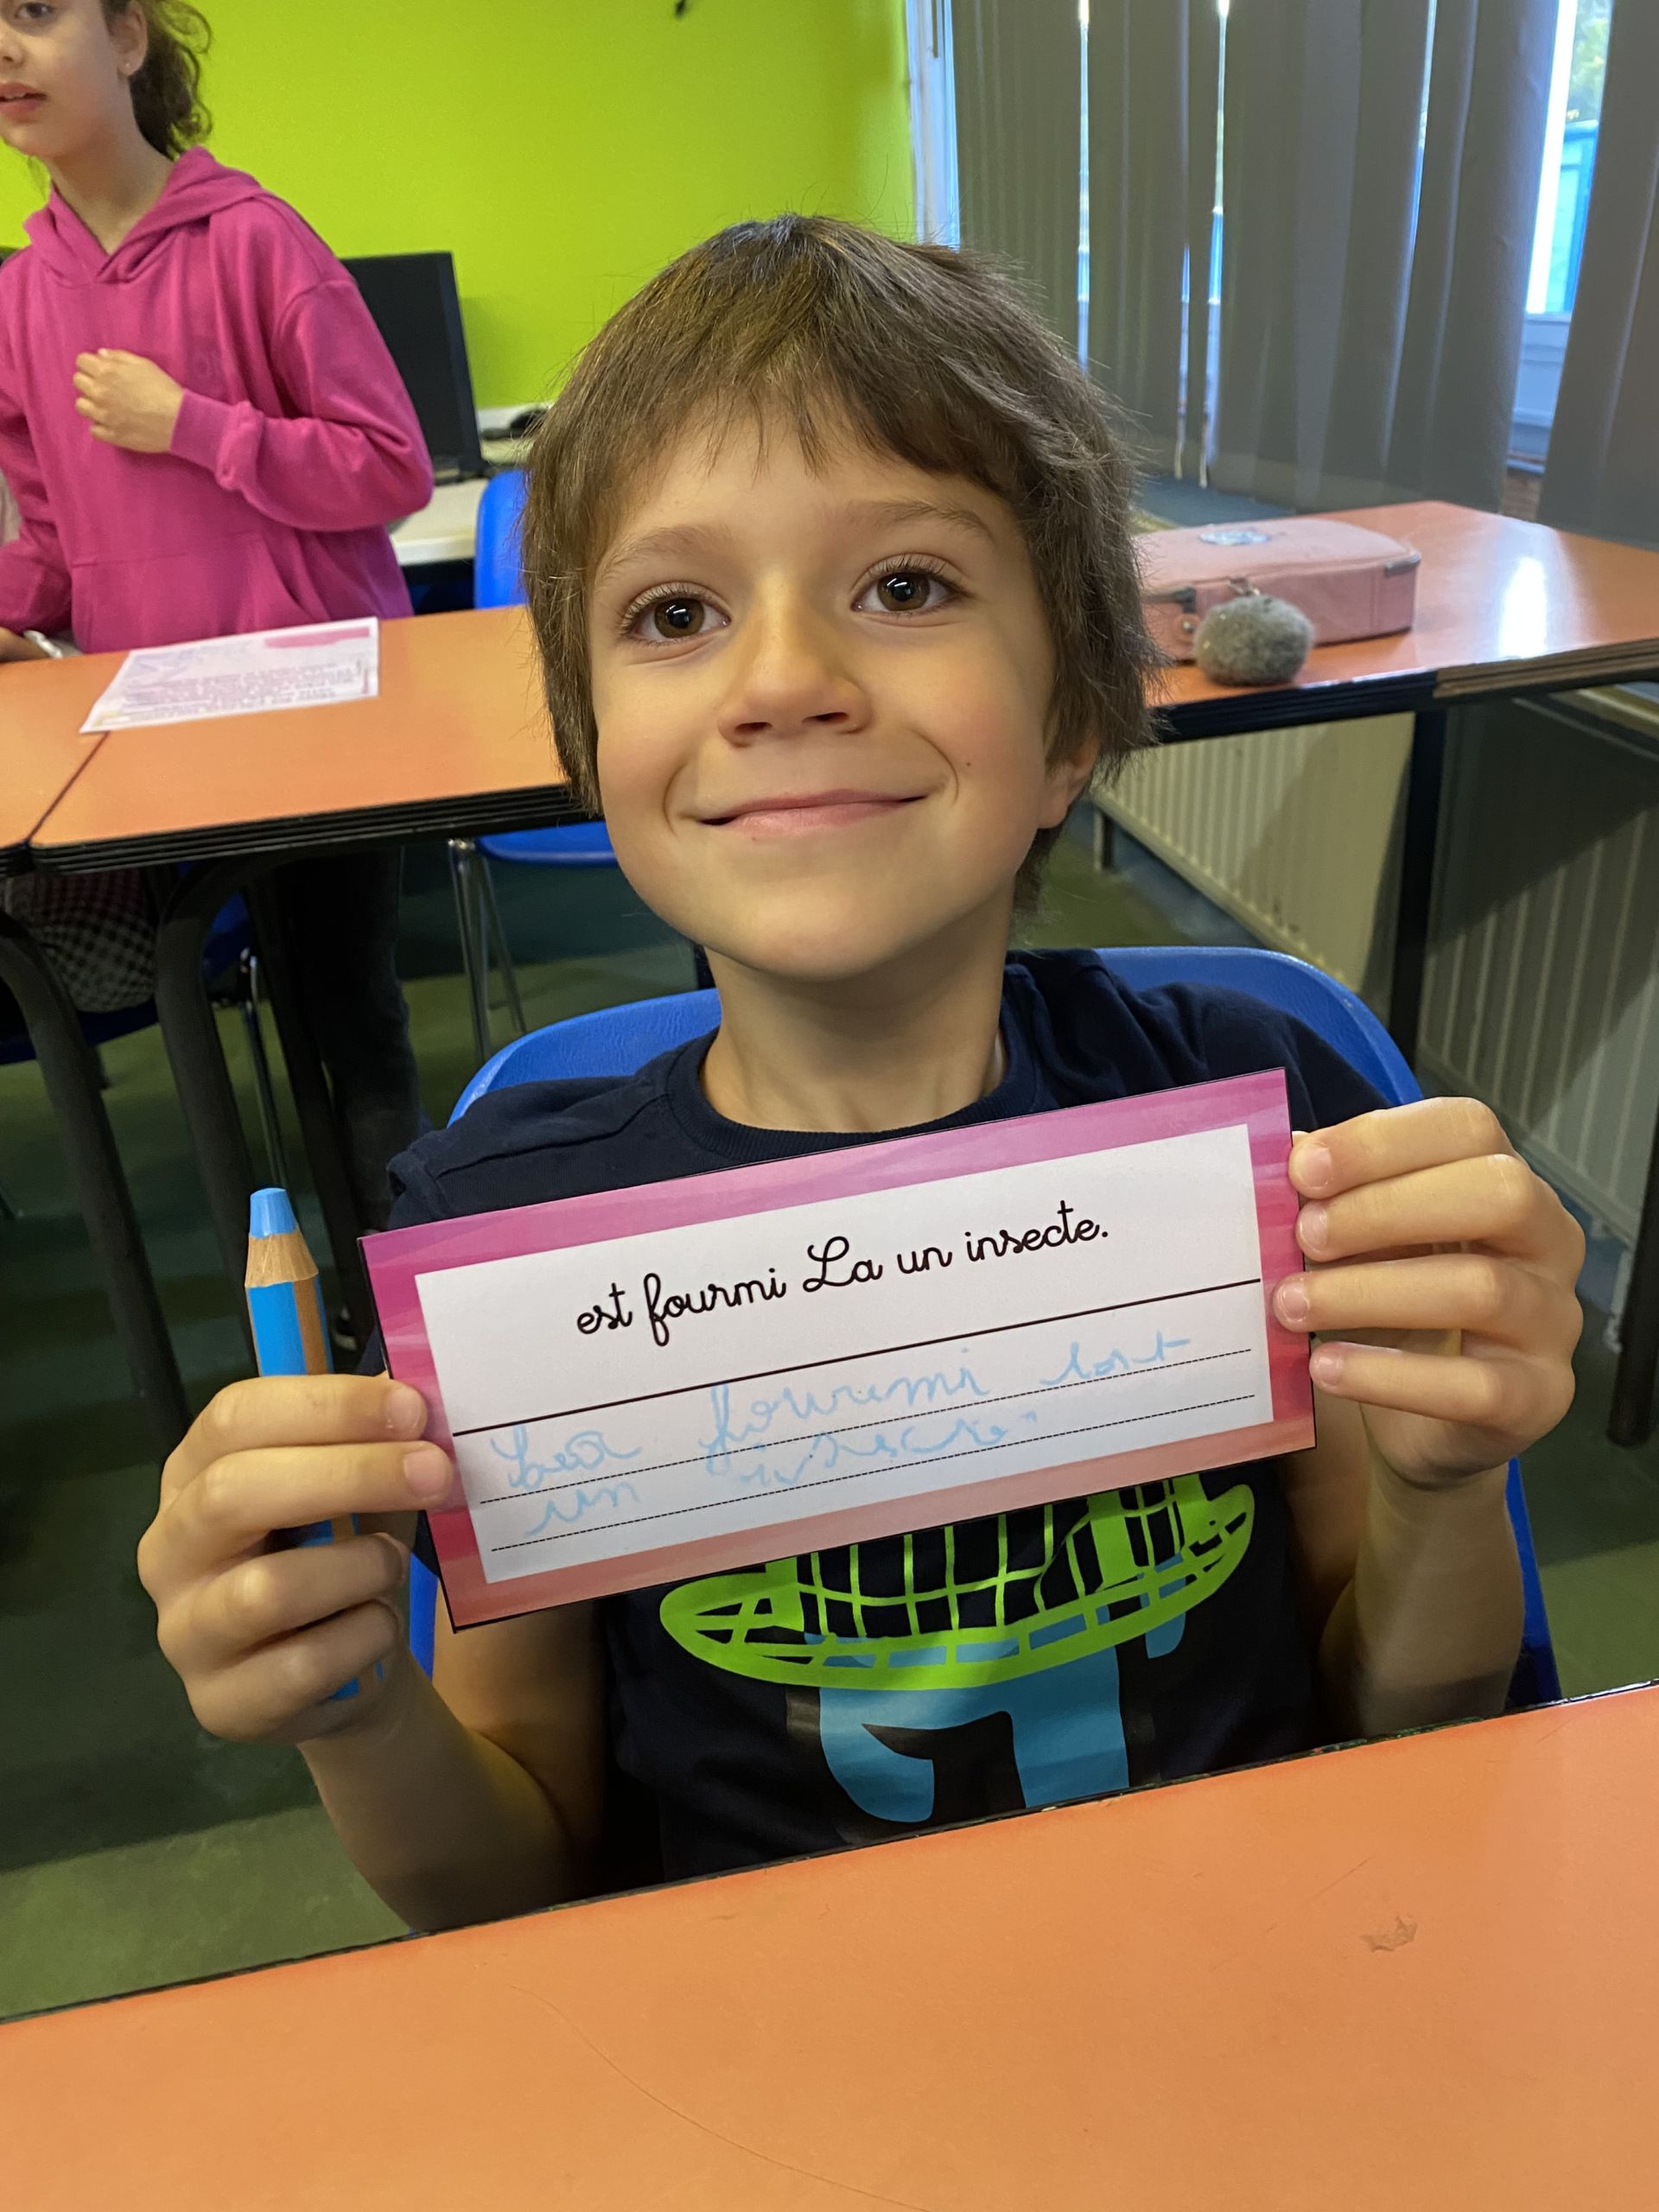 est fourmi La un insecte.
La fourmi est
un insecte.